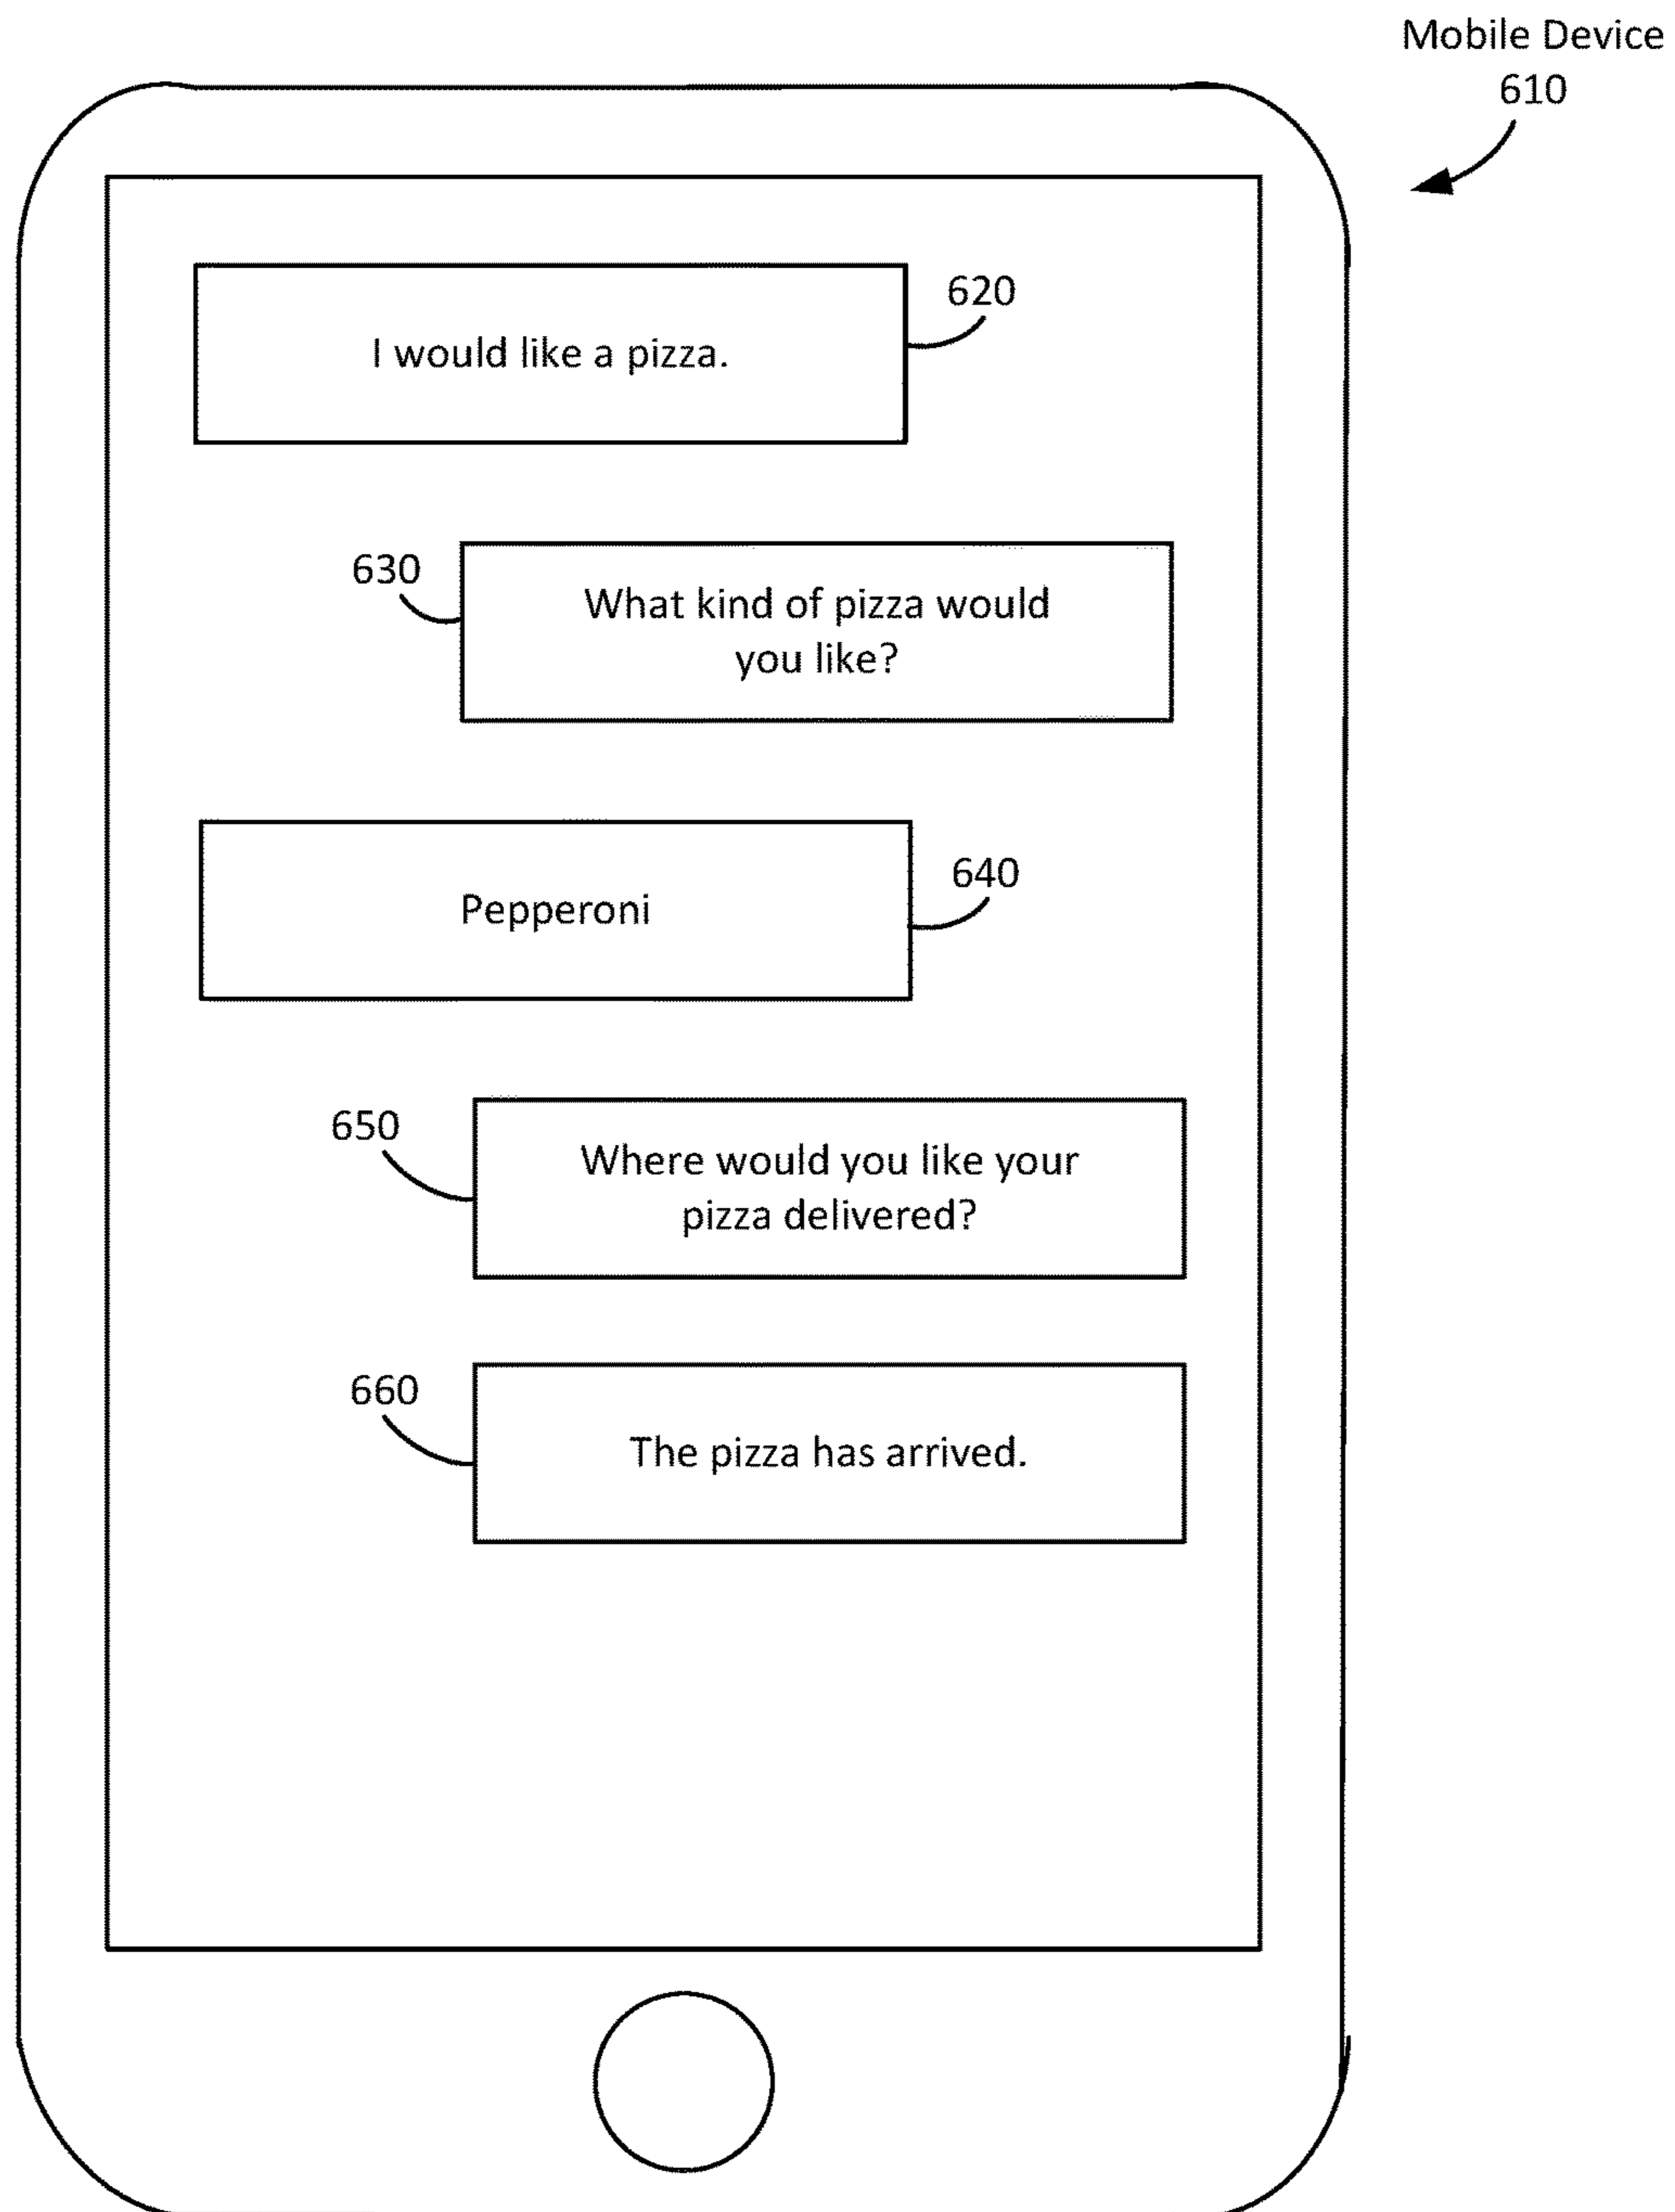 Mobile Device
610
I would like a pizza.
620
630
What kind of pizza would
you like?
Pepperoni
640
650
Where would you like your
pizza delivered?
660
The pizza has arrived.